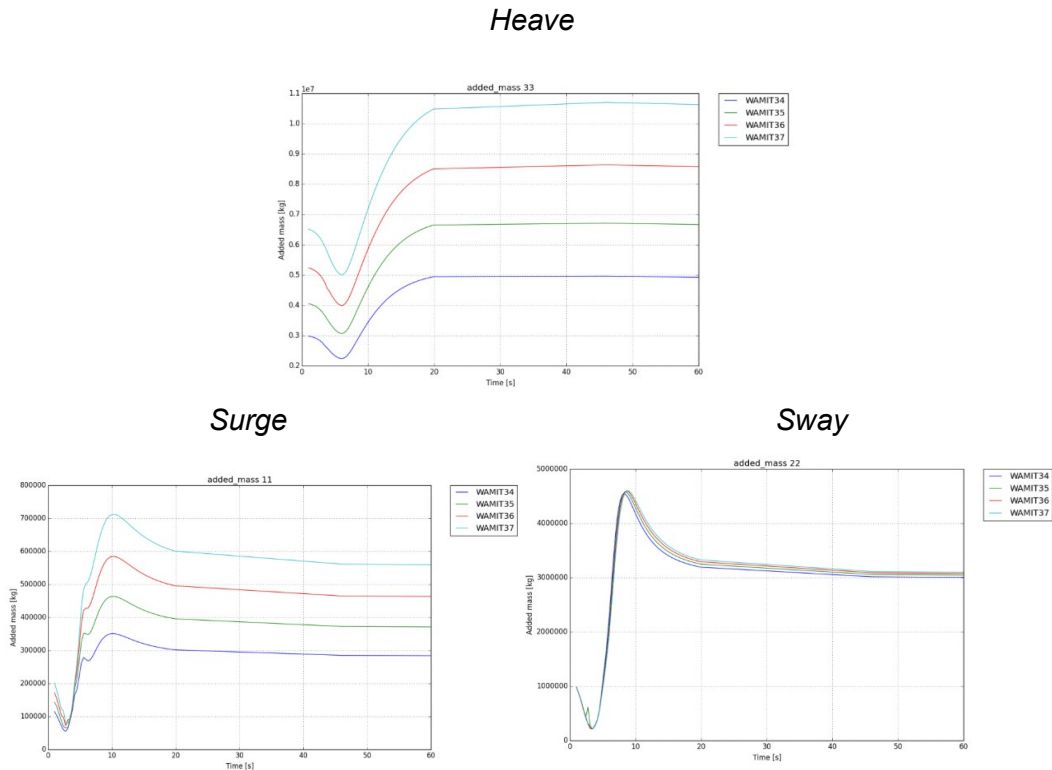 Heave
added_mass 33
1e7
1.1
1.0
0.9
0.8
0.7
0.6
0.5
0.4
0.3
0.2
Added mass [kg]
0 10 20 30 40 50 60
Time [s]
WAMIT34
WAMIT35
WAMIT36
WAMIT37
Surge
added_mass 11
800000
700000
600000
500000
400000
300000
200000
100000
0
Added mass [kg]
0 10 20 30 40 50 60
Time [s]
WAMIT34
WAMIT35
WAMIT36
WAMIT37
Sway
added_mass 22
5000000
4000000
3000000
2000000
1000000
0
Added mass [kg]
0 10 20 30 40 50 60
Time [s]
WAMIT34
WAMIT35
WAMIT36
WAMIT37